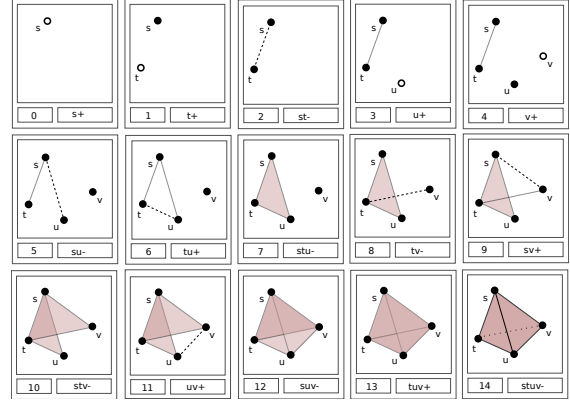 s
0 s+
s
t
1 t+
s
t
2 st-
s
t
u
3 u+
s
t
u
v
4 v+
s
t
u
v
5 su-
s
t
u
v
6 tu+
s
t
u
v
7 stu-
s
t
u
v
8 tv-
s
t
u
v
9 sv+
s
t
u
v
10 stv-
s
t
u
v
11 uv+
s
t
u
v
12 suv-
s
t
u
v
13 tuv+
s
t
u
v
14 stuv-